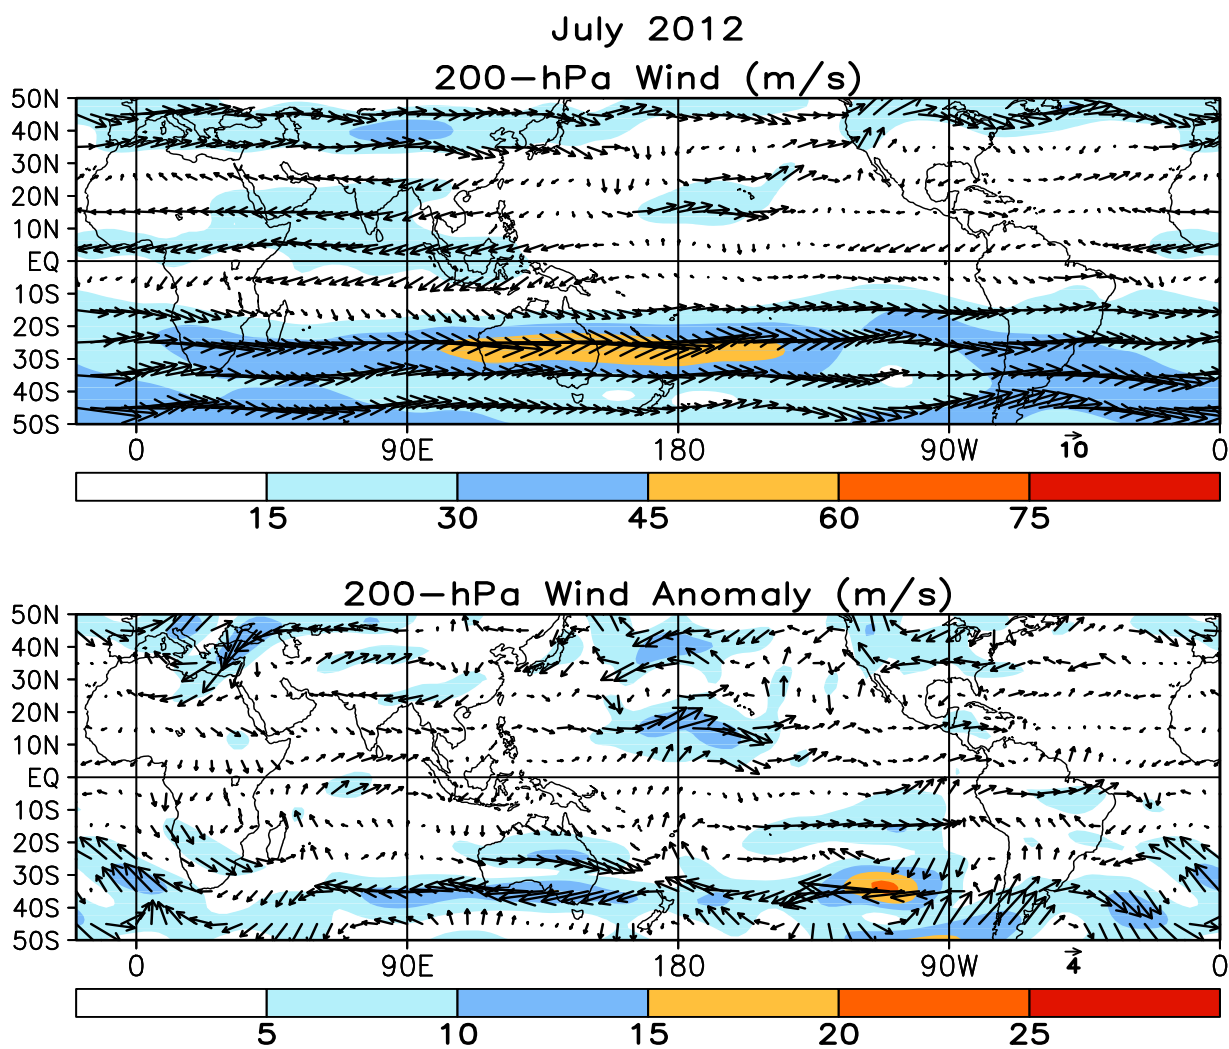 July 2012
200-hPa Wind (m/s)
50N
40N
30N
20N
10N
EQ
10S
20S
30S
40S
50S
0 90E 180 90W 10 0
15 30 45 60 75
200-hPa Wind Anomaly (m/s)
50N
40N
30N
20N
10N
EQ
10S
20S
30S
40S
50S
0 90E 180 90W 4 0
5 10 15 20 25